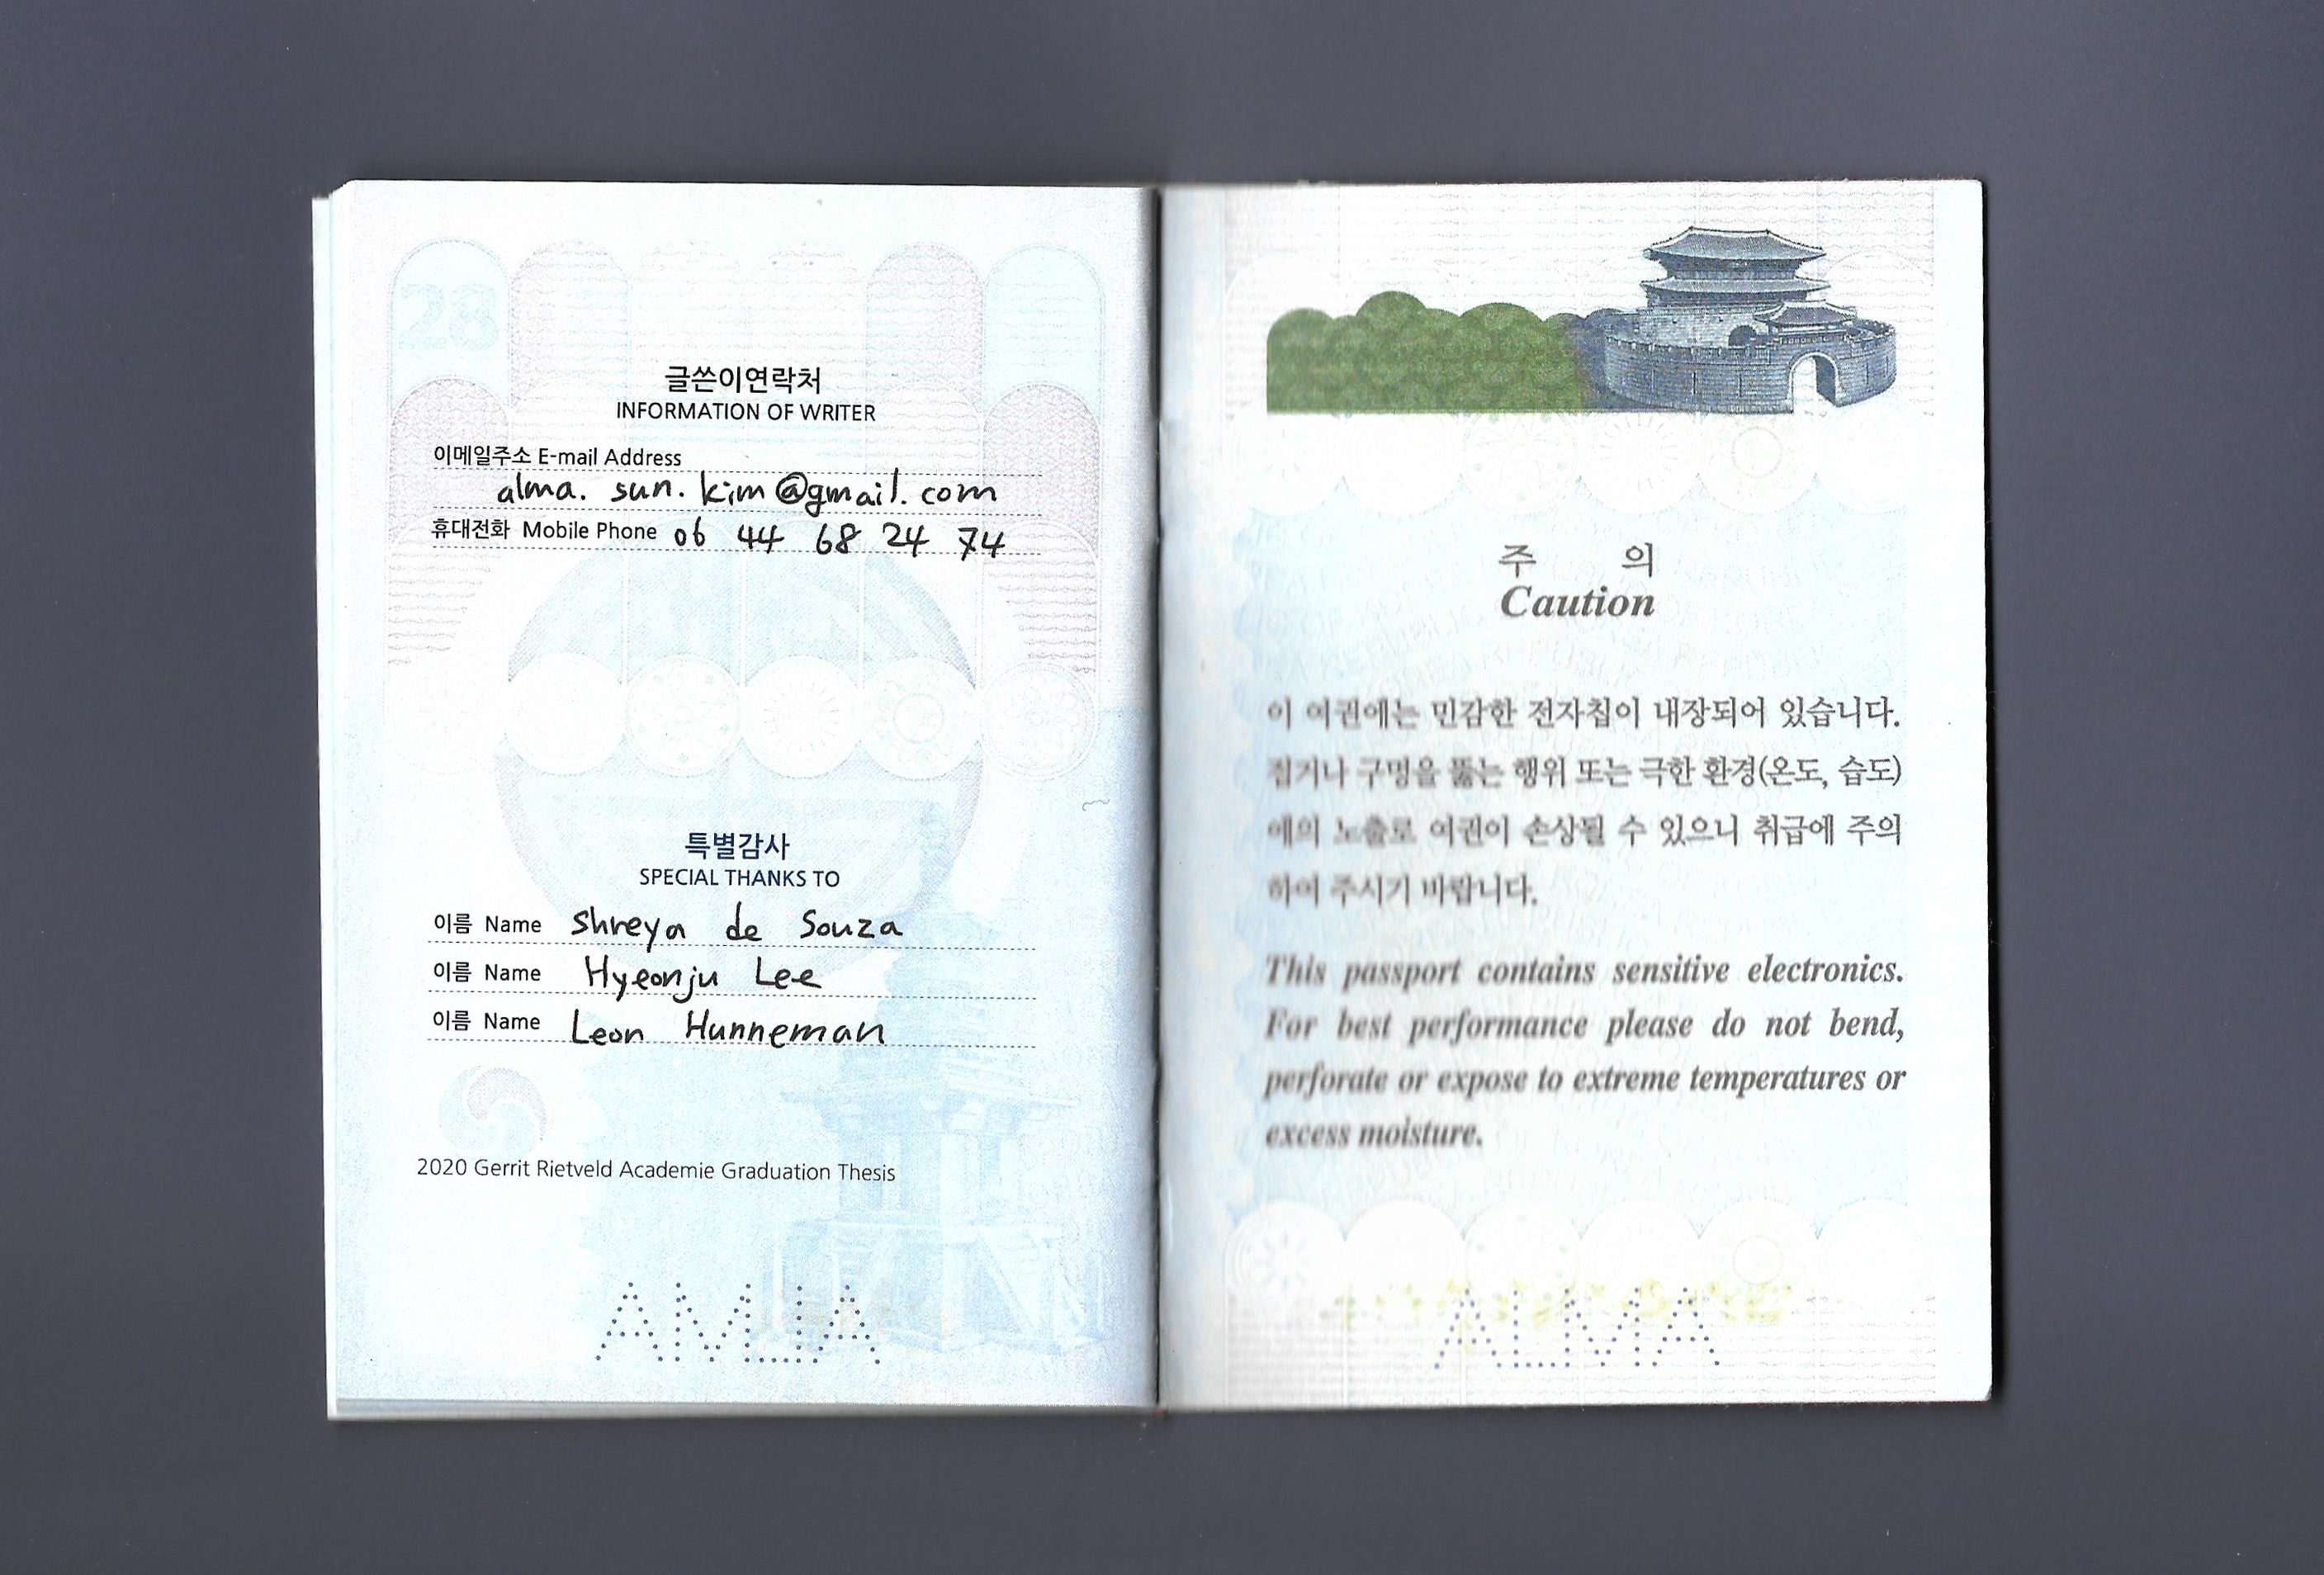 28
글쓴이연락처
INFORMATION OF WRITER
이메일주소 E-mail Address
alma. sun. kim@gmail. com
휴대전화 Mobile Phone 06 44 68 24 74
특별감사
SPECIAL THANKS TO
이름 Name Shreya de Souza
이름 Name Hyeonju Lee
이름 Name Leon Hunneman
2020 Gerrit Rietveld Academie Graduation Thesis
AMLA
주 의
Caution
이 여권에는 민감한 전자칩이 내장되어 있습니다.
접거나 구멍을 뚫는 행위 또는 극한 환경(온도, 습도)
에의 노출로 여권이 손상될 수 있으니 취급에 주의
하여 주시기 바랍니다.
This passport contains sensitive electronics.
For best performance please do not bend,
perforate or expose to extreme temperatures or
excess moisture.
ALMA